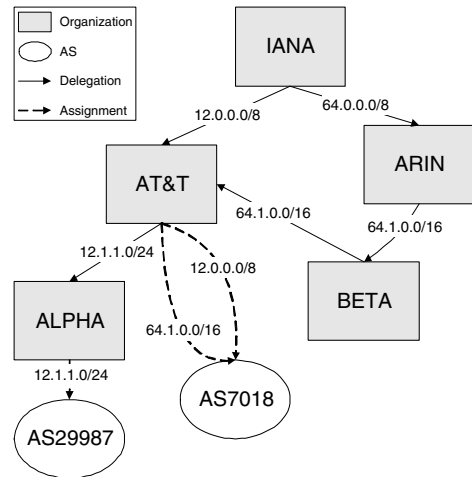 Organization
AS
Delegation
Assignment
IANA
12.0.0.0/8
64.0.0.0/8
AT&T
ARIN
64.1.0.0/16
64.1.0.0/16
12.1.1.0/24
12.0.0.0/8
64.1.0.0/16
ALPHA
BETA
12.1.1.0/24
AS7018
AS29987